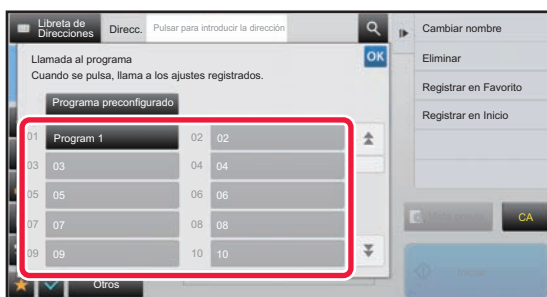 Libreta de
Direcciones
Direcc.
Pulsar para introducir la dirección
Cambiar nombre
Llamada al programa
OK
Eliminar
Cuando se pulsa, llama a los ajustes registrados.
Registrar en Favorito
Programa preconfigurado
Registrar en Inicio
01 Program 1 02 02
03 03 04 04
05 05 06 06
07 07 08 08
CA
09 09 10 10
Otros